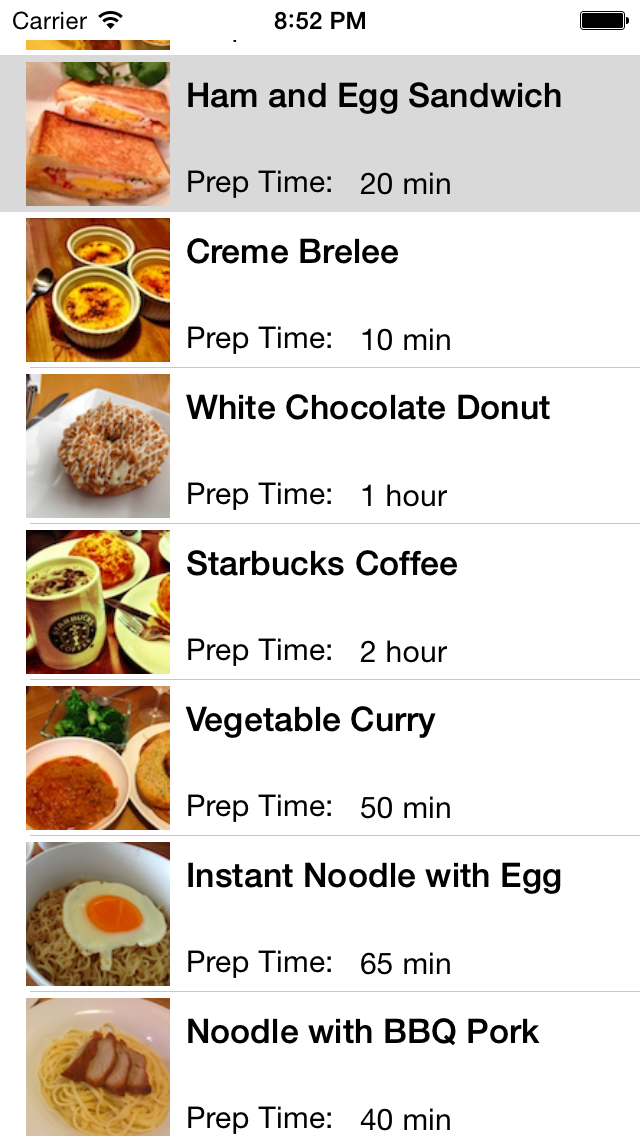 Carrier 8:52 PM
Ham and Egg Sandwich
Prep Time: 20 min
Creme Brelee
Prep Time: 10 min
White Chocolate Donut
Prep Time: 1 hour
Starbucks Coffee
Prep Time: 2 hour
STARBUCKS
COFFEE
Vegetable Curry
Prep Time: 50 min
Instant Noodle with Egg
Prep Time: 65 min
Noodle with BBQ Pork
Prep Time: 40 min